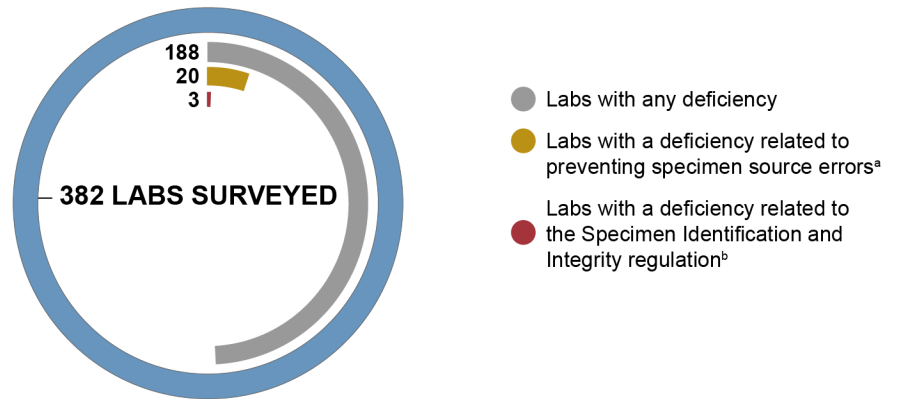 188
20
3
382 LABS SURVEYED
Labs with any deficiency
Labs with a deficiency related to
preventing specimen source errorsᵃ
Labs with a deficiency related to
the Specimen Identification and
Integrity regulationᵇ